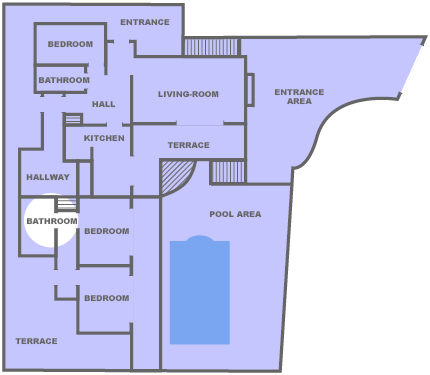 ENTRANCE
BEDROOM
BATHROOM
HALL
LIVING-ROOM
ENTRANCE
AREA
KITCHEN
TERRACE
HALLWAY
BATHROOM
BEDROOM
POOL AREA
BEDROOM
TERRACE